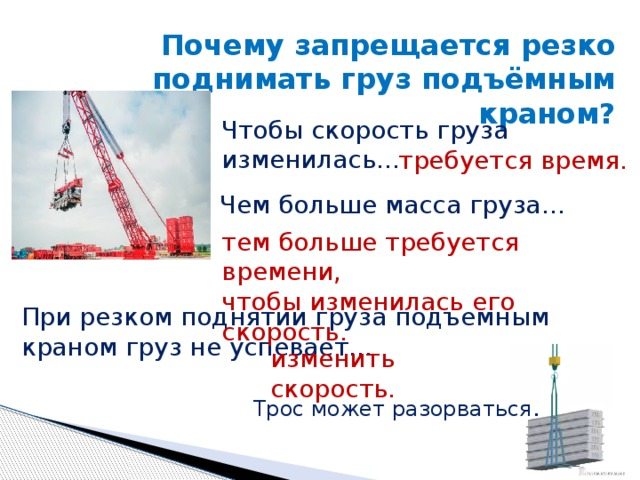 Почему запрещается резко
поднимать груз подъёмным
краном?
Чтобы скорость груза
изменилась… требуется время.
Чем больше масса груза…
тем больше требуется
времени,
чтобы изменилась его
скорость.
При резком поднятии груза подъемным
краном груз не успевает…
изменить
скорость.
Трос может разорваться.